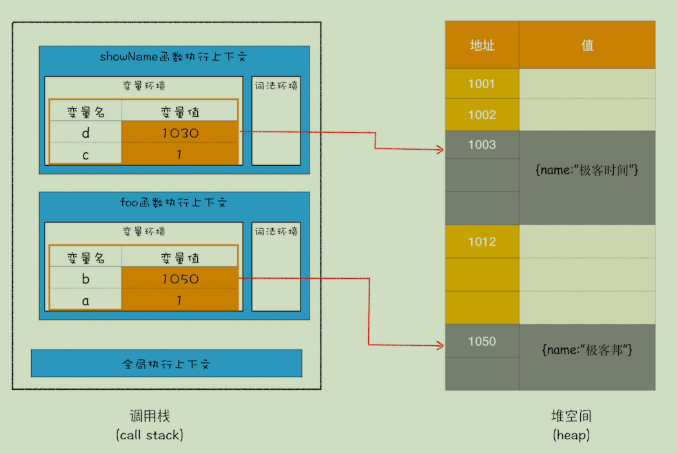 showName函数执行上下文
变量环境
词法环境
变量名 变量值
d 1030
c 1
foo函数执行上下文
变量环境
词法环境
变量名 变量值
b 1050
a 1
全局执行上下文
调用栈
(call stack)
地址 值
1001
1002
1003
{name:"极客时间"}
1012
1050
{name:"极客邦"}
堆空间
(heap)